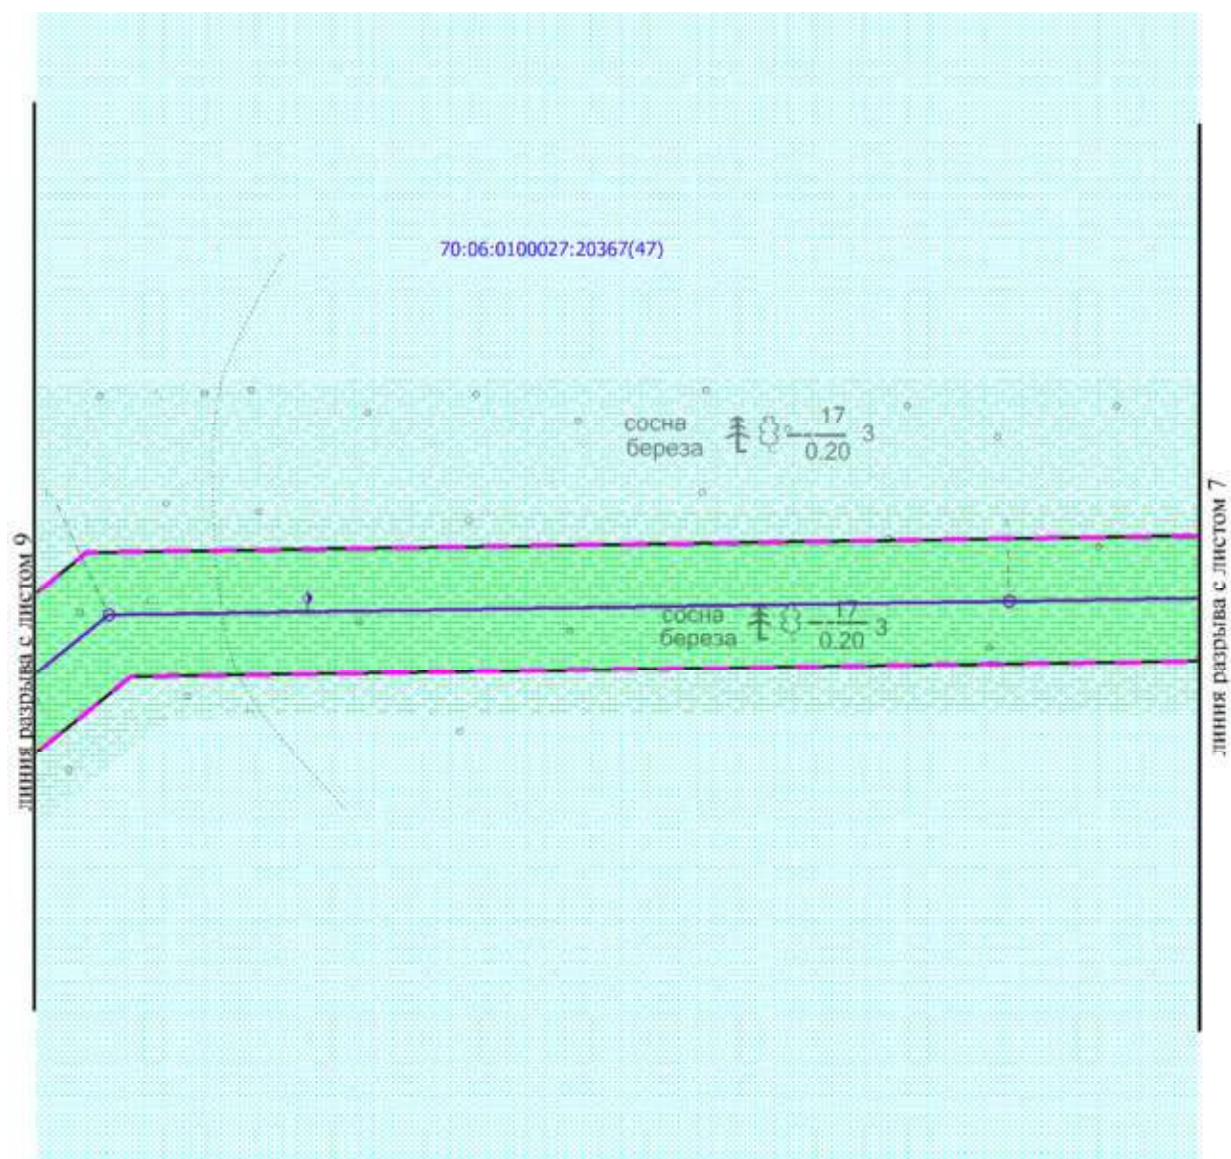 70:06:0100027:20367(47)
сосна
береза
17
0.20
3
линия разрыва с листом 9
линия разрыва с листом 7
сосна
береза
17
0.20
3